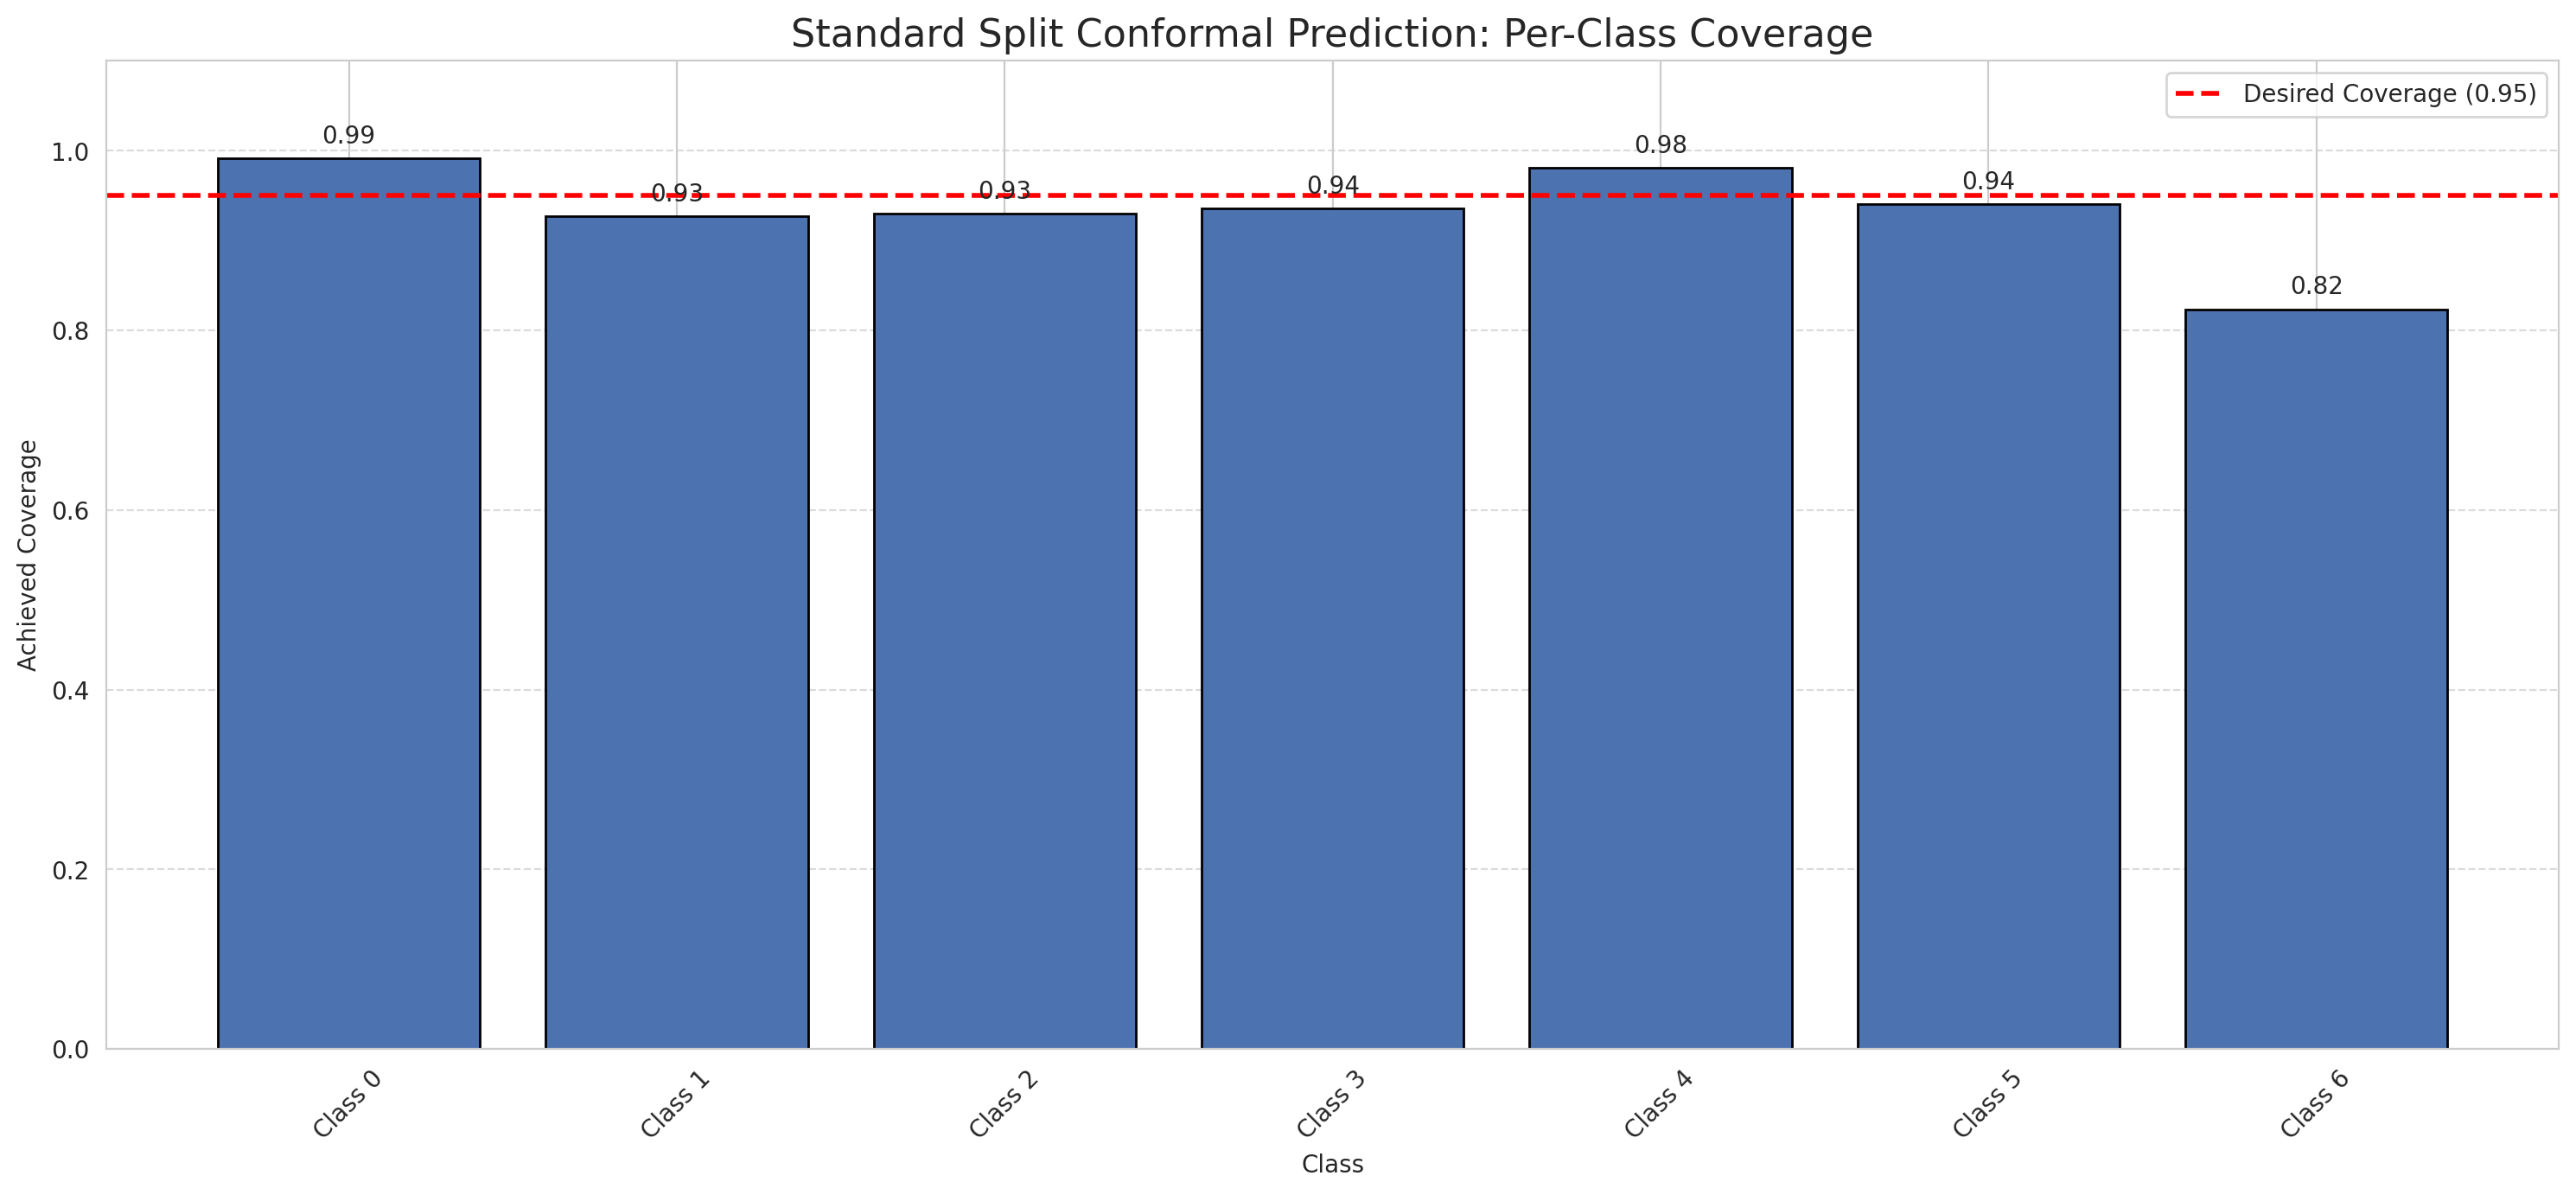 Standard Split Conformal Prediction: Per-Class Coverage
Desired Coverage (0.95)
0.99
0.93
0.93
0.94
0.98
0.94
0.82
Achieved Coverage
1.0
0.8
0.6
0.4
0.2
0.0
Class 0
Class 1
Class 2
Class 3
Class 4
Class 5
Class 6
Class